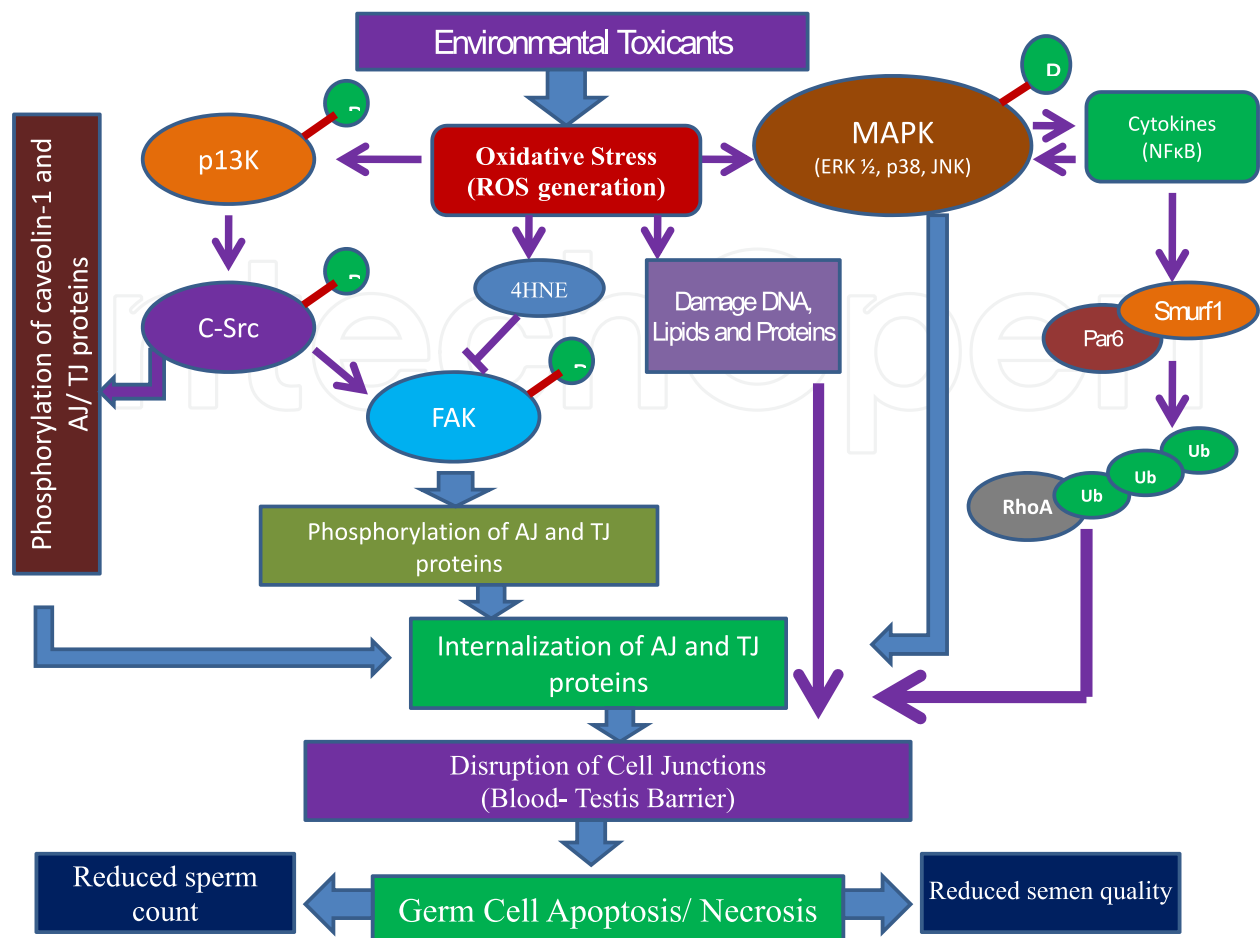 Environmental Toxicants
D
p13K
Oxidative Stress
(ROS generation)
MAPK
(ERK ½, p38, JNK)
Cytokines
(NFκB)
Phosphorylation of caveolin-1 and
AJ/ TJ proteins
C-Src
4HNE
Damage DNA,
Lipids and Proteins
Smurf1
Par6
FAK
Ub
Ub
Ub
RhoA
Phosphorylation of AJ and TJ
proteins
Internalization of AJ and TJ
proteins
Disruption of Cell Junctions
(Blood- Testis Barrier)
Reduced sperm
count
Germ Cell Apoptosis/ Necrosis
Reduced semen quality